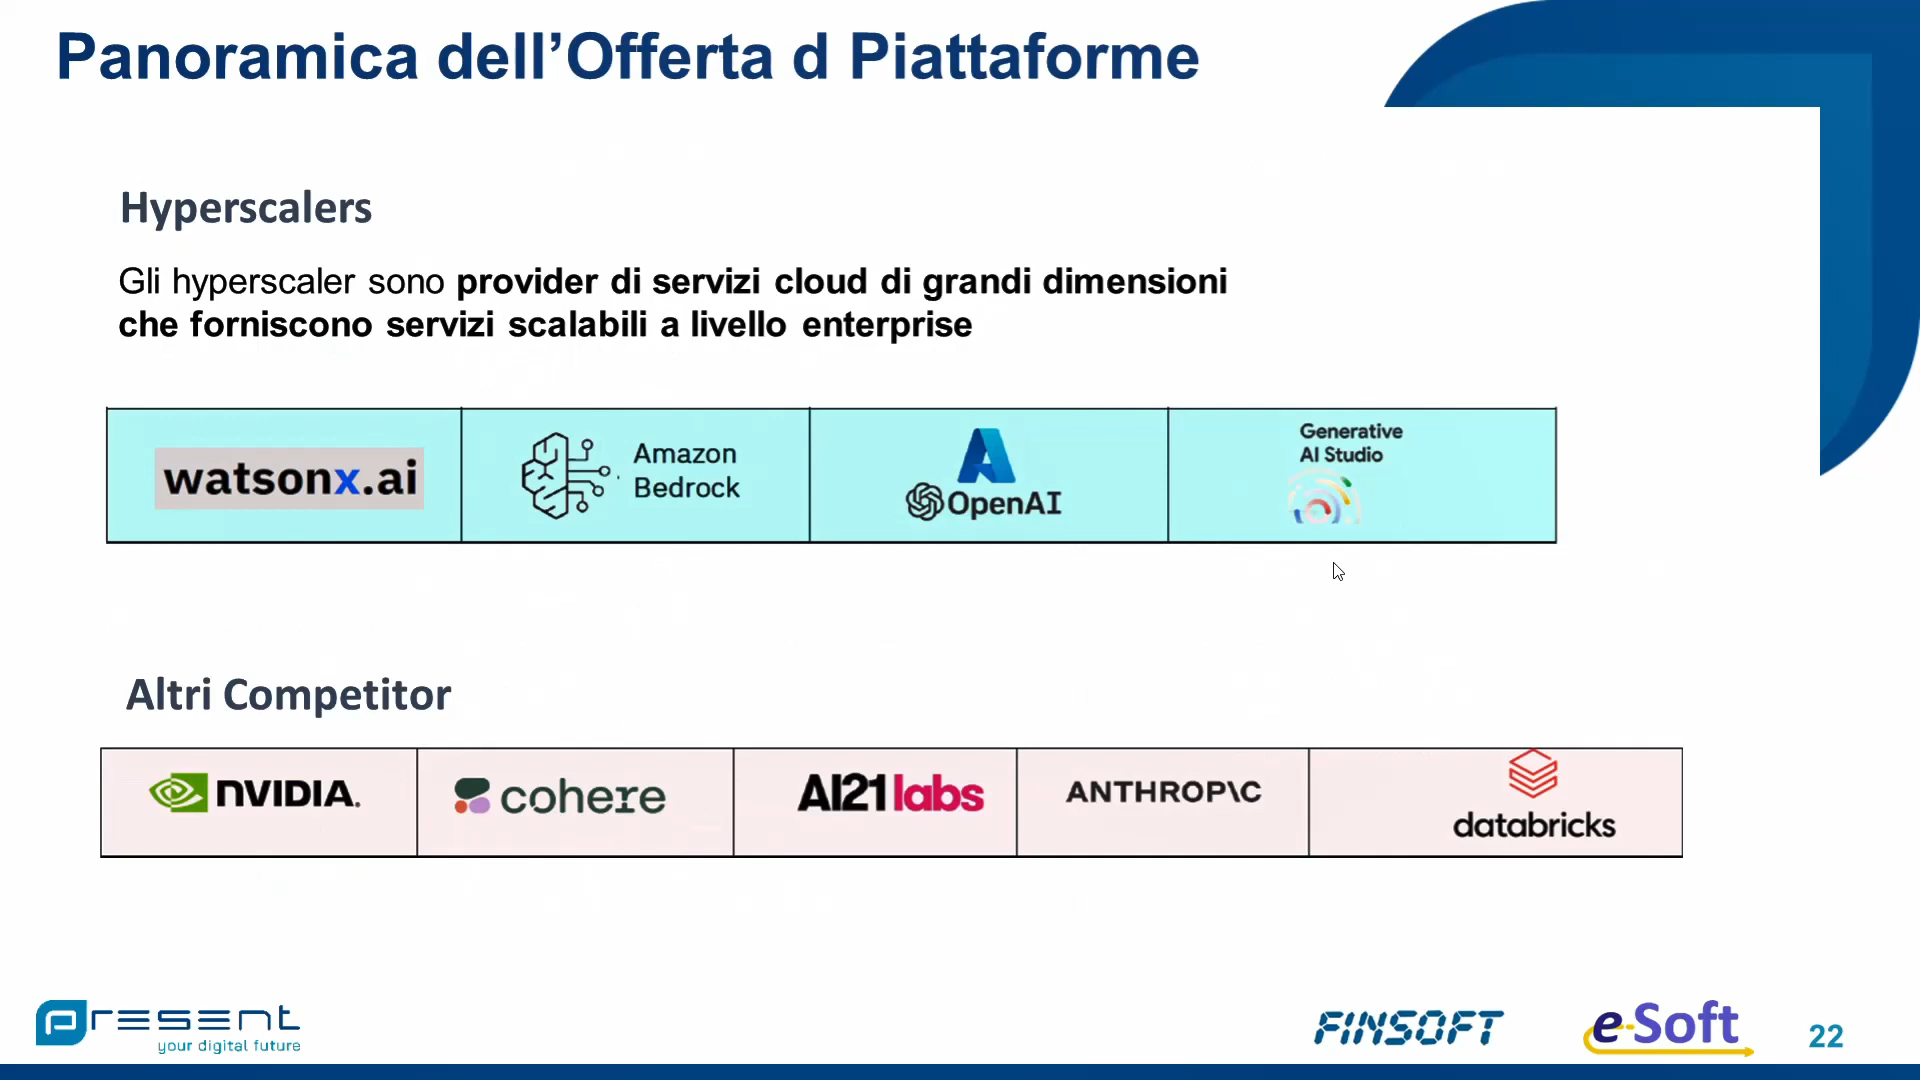 Panoramica dell’Offerta d Piattaforme
Hyperscalers
Gli hyperscaler sono provider di servizi cloud di grandi dimensioni
che forniscono servizi scalabili a livello enterprise
watsonx.ai
Amazon
Bedrock
OpenAI
Generative
AI Studio
Altri Competitor
NVIDIA.
cohere
AI21labs
ANTHROP\C
databricks
present
your digital future
FINSOFT
e-Soft
22